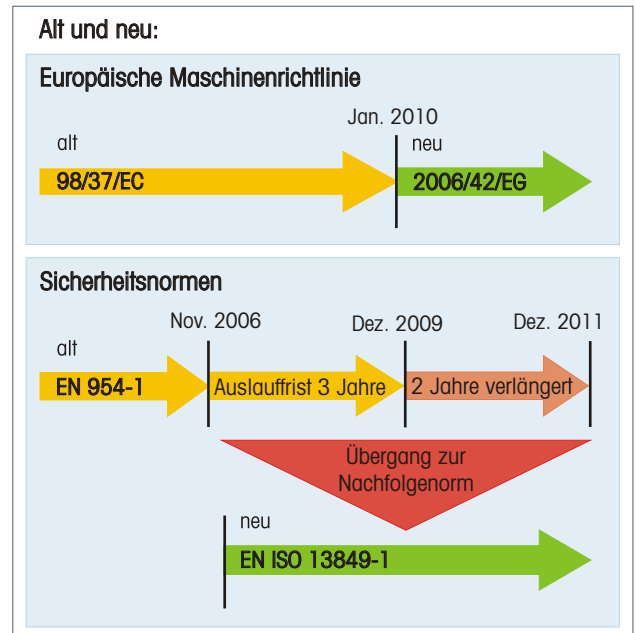 Alt und neu:
Europäische Maschinenrichtlinie
Jan. 2010
alt
neu
98/37/EC
2006/42/EG
Sicherheitsnormen
Nov. 2006
Dez. 2009
Dez. 2011
alt
EN 954-1
Auslauffrist 3 Jahre
2 Jahre verlängert
Übergang zur
Nachfolgenorm
neu
EN ISO 13849-1